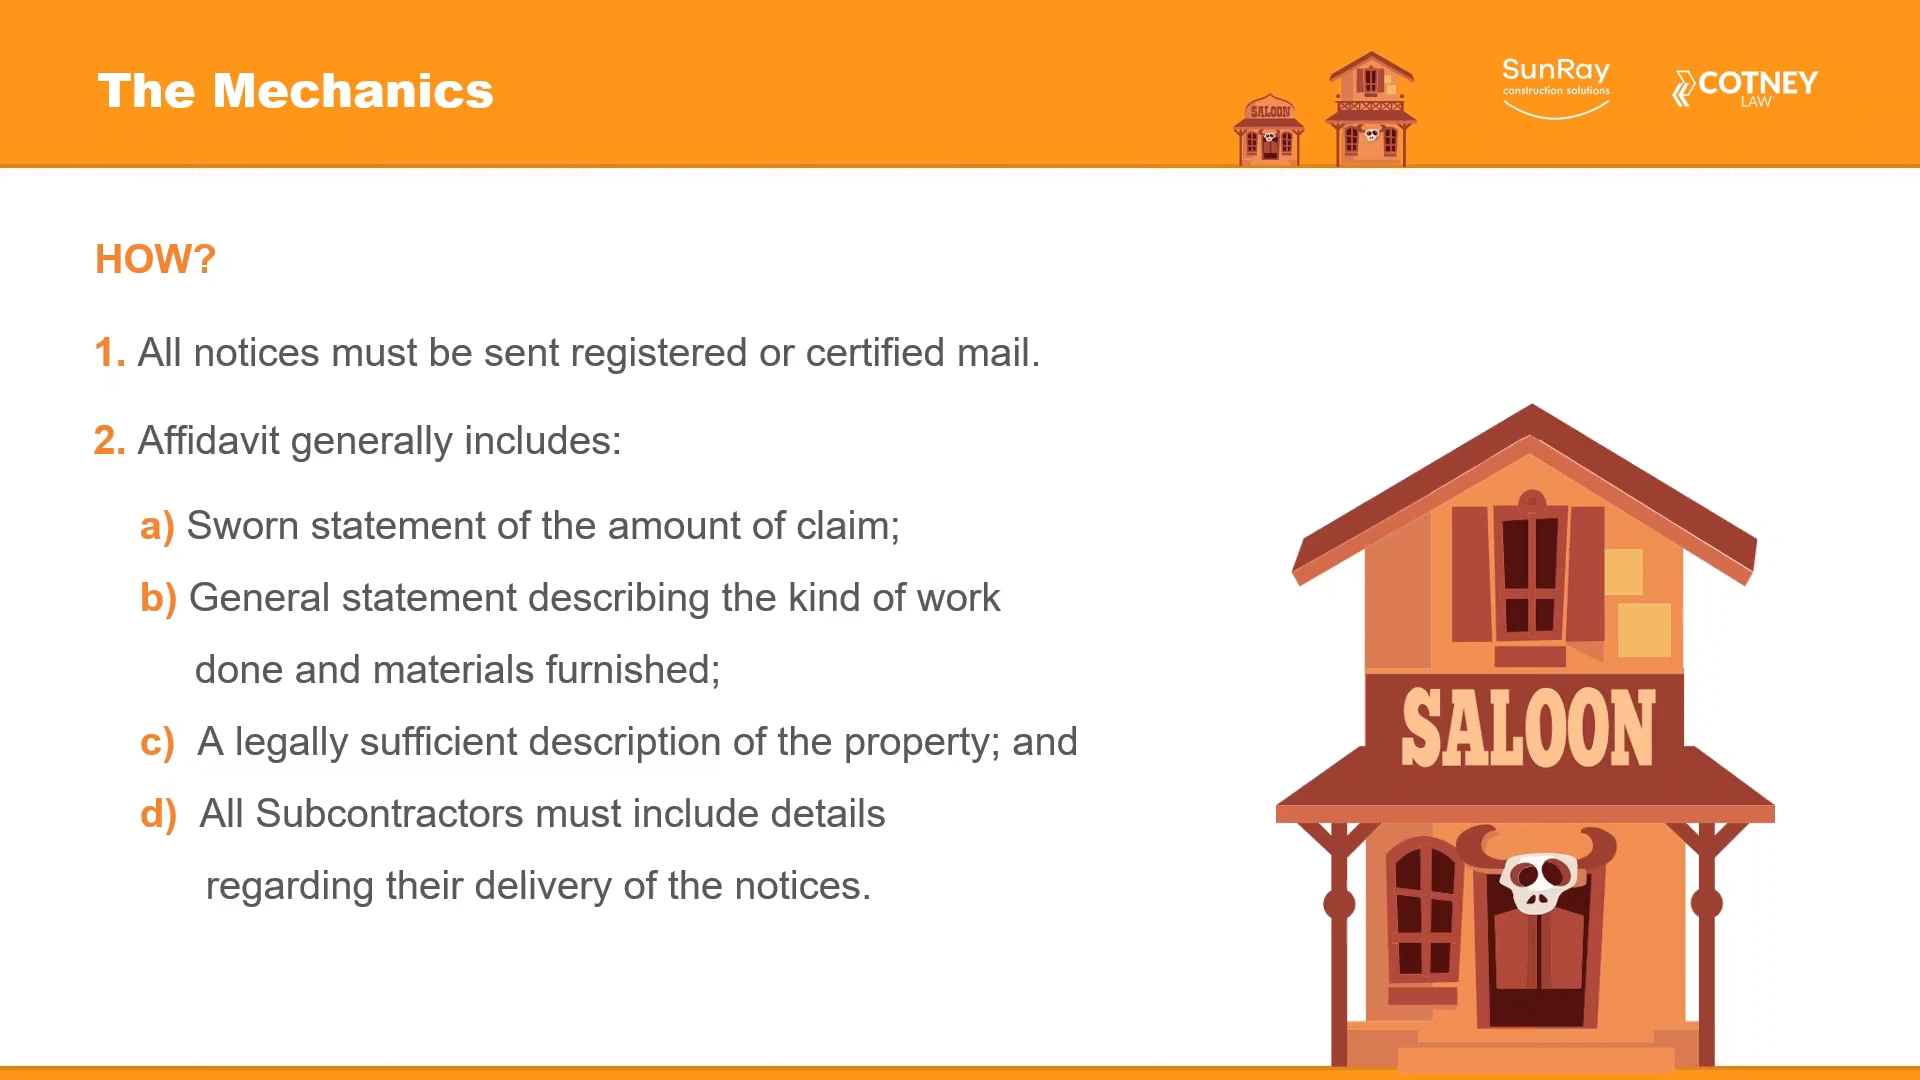 The Mechanics
SALOON
SunRay
construction solutions
COTNEY
LAW
HOW?
1. All notices must be sent registered or certified mail.
2. Affidavit generally includes:
a) Sworn statement of the amount of claim;
b) General statement describing the kind of work
done and materials furnished;
c) A legally sufficient description of the property; and
d) All Subcontractors must include details
regarding their delivery of the notices.
SALOON